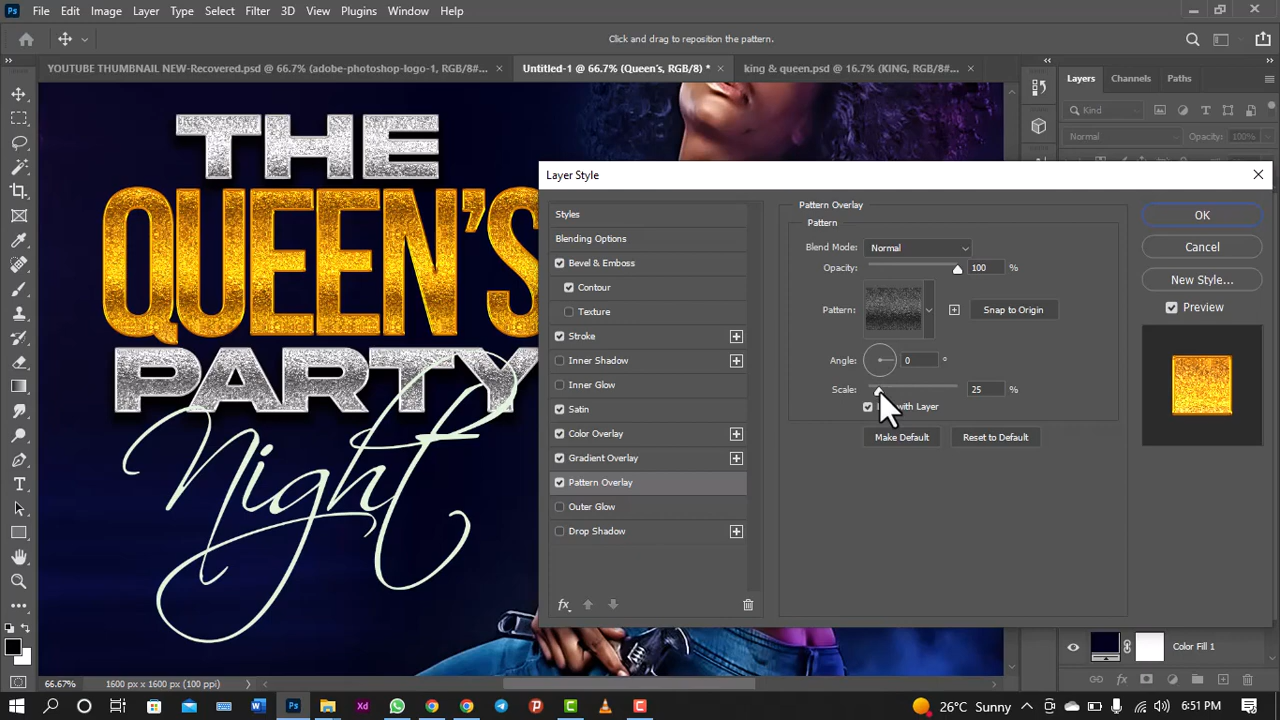 Ps File Edit Image Layer Type Select Filter 3D View Plugins Window Help
Click and drag to reposition the pattern.
YOUTUBE THUMBNAIL NEW-Recovered.psd @ 66.7% (adobe-photoshop-logo-1, RGB/8#... ×
Untitled-1 @ 66.7% (Queen's, RGB/8) * ×
king & queen.psd @ 16.7% (KING, RGB/8#... ×
Layers Channels Paths
Kind
Normal Opacity: 100%
THE
QUEEN'S
PARTY
Night
Layer Style
Styles
Blending Options
Bevel & Emboss
Contour
Texture
Stroke
Inner Shadow
Inner Glow
Satin
Color Overlay
Gradient Overlay
Pattern Overlay
Outer Glow
Drop Shadow
fx
Pattern Overlay
Pattern
Blend Mode: Normal
Opacity: 100 %
Pattern: Snap to Origin
Angle: 0 °
Scale: 25 %
with Layer
Make Default Reset to Default
OK
Cancel
New Style...
Preview
Color Fill 1
66.67% 1600 px x 1600 px (100 ppi)
26°C Sunny 6:51 PM